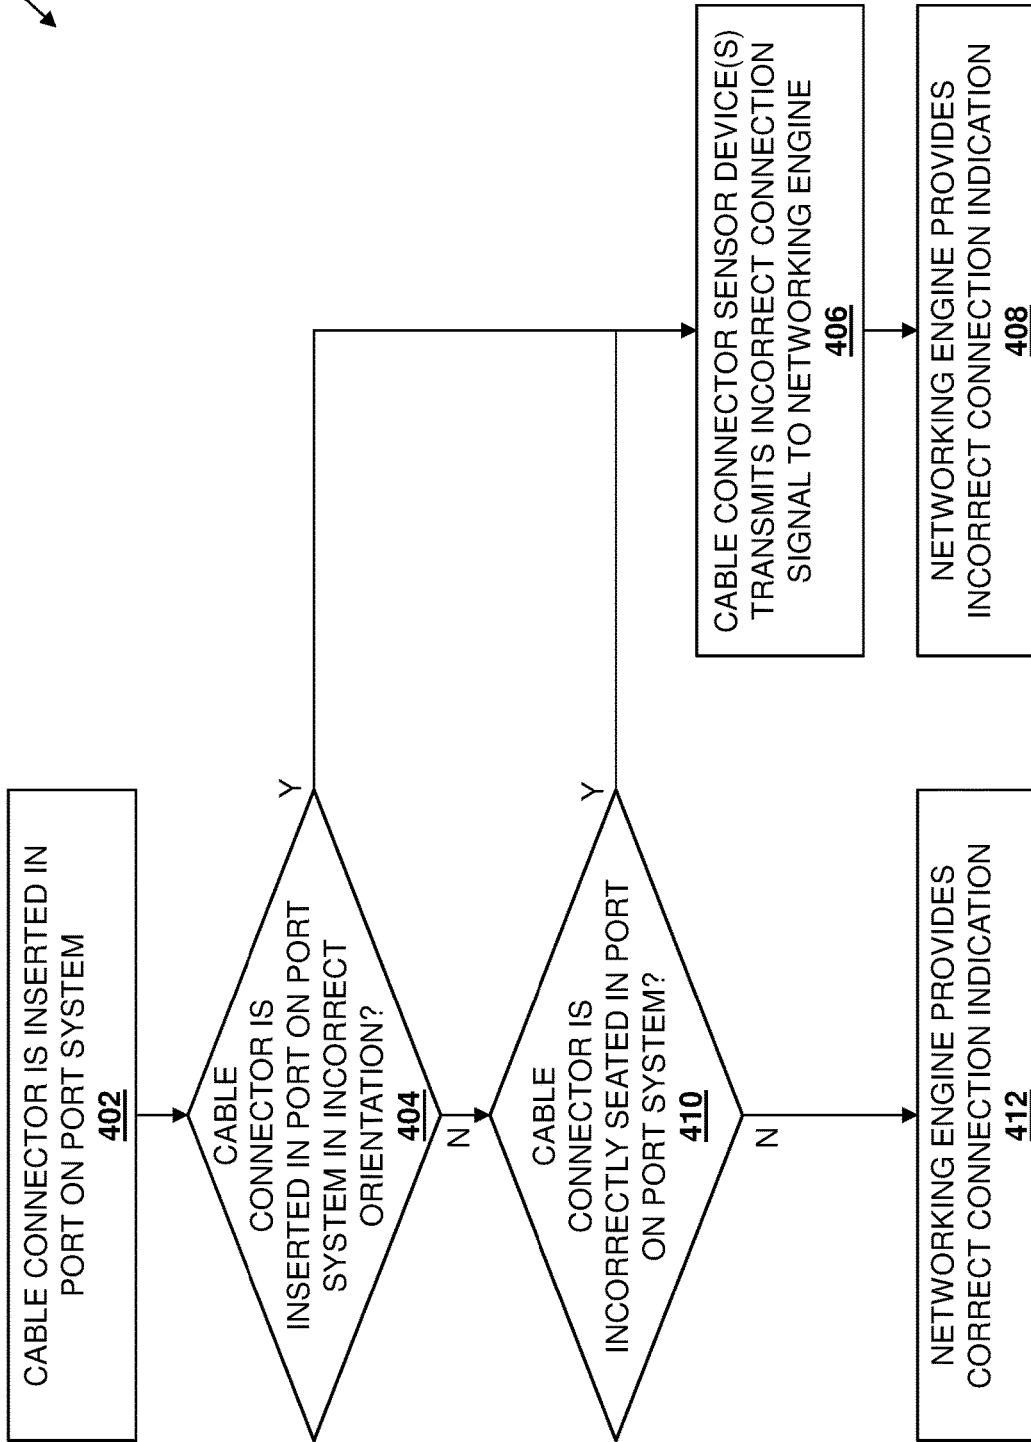 CABLE CONNECTOR IS INSERTED IN
PORT ON PORT SYSTEM
402
CABLE
CONNECTOR IS
INSERTED IN PORT ON PORT
SYSTEM IN INCORRECT
ORIENTATION?
404
Y
N
CABLE
CONNECTOR IS
INCORRECTLY SEATED IN PORT
ON PORT SYSTEM?
410
Y
N
CABLE CONNECTOR SENSOR DEVICE(S)
TRANSMITS INCORRECT CONNECTION
SIGNAL TO NETWORKING ENGINE
406
NETWORKING ENGINE PROVIDES
INCORRECT CONNECTION INDICATION
408
NETWORKING ENGINE PROVIDES
CORRECT CONNECTION INDICATION
412